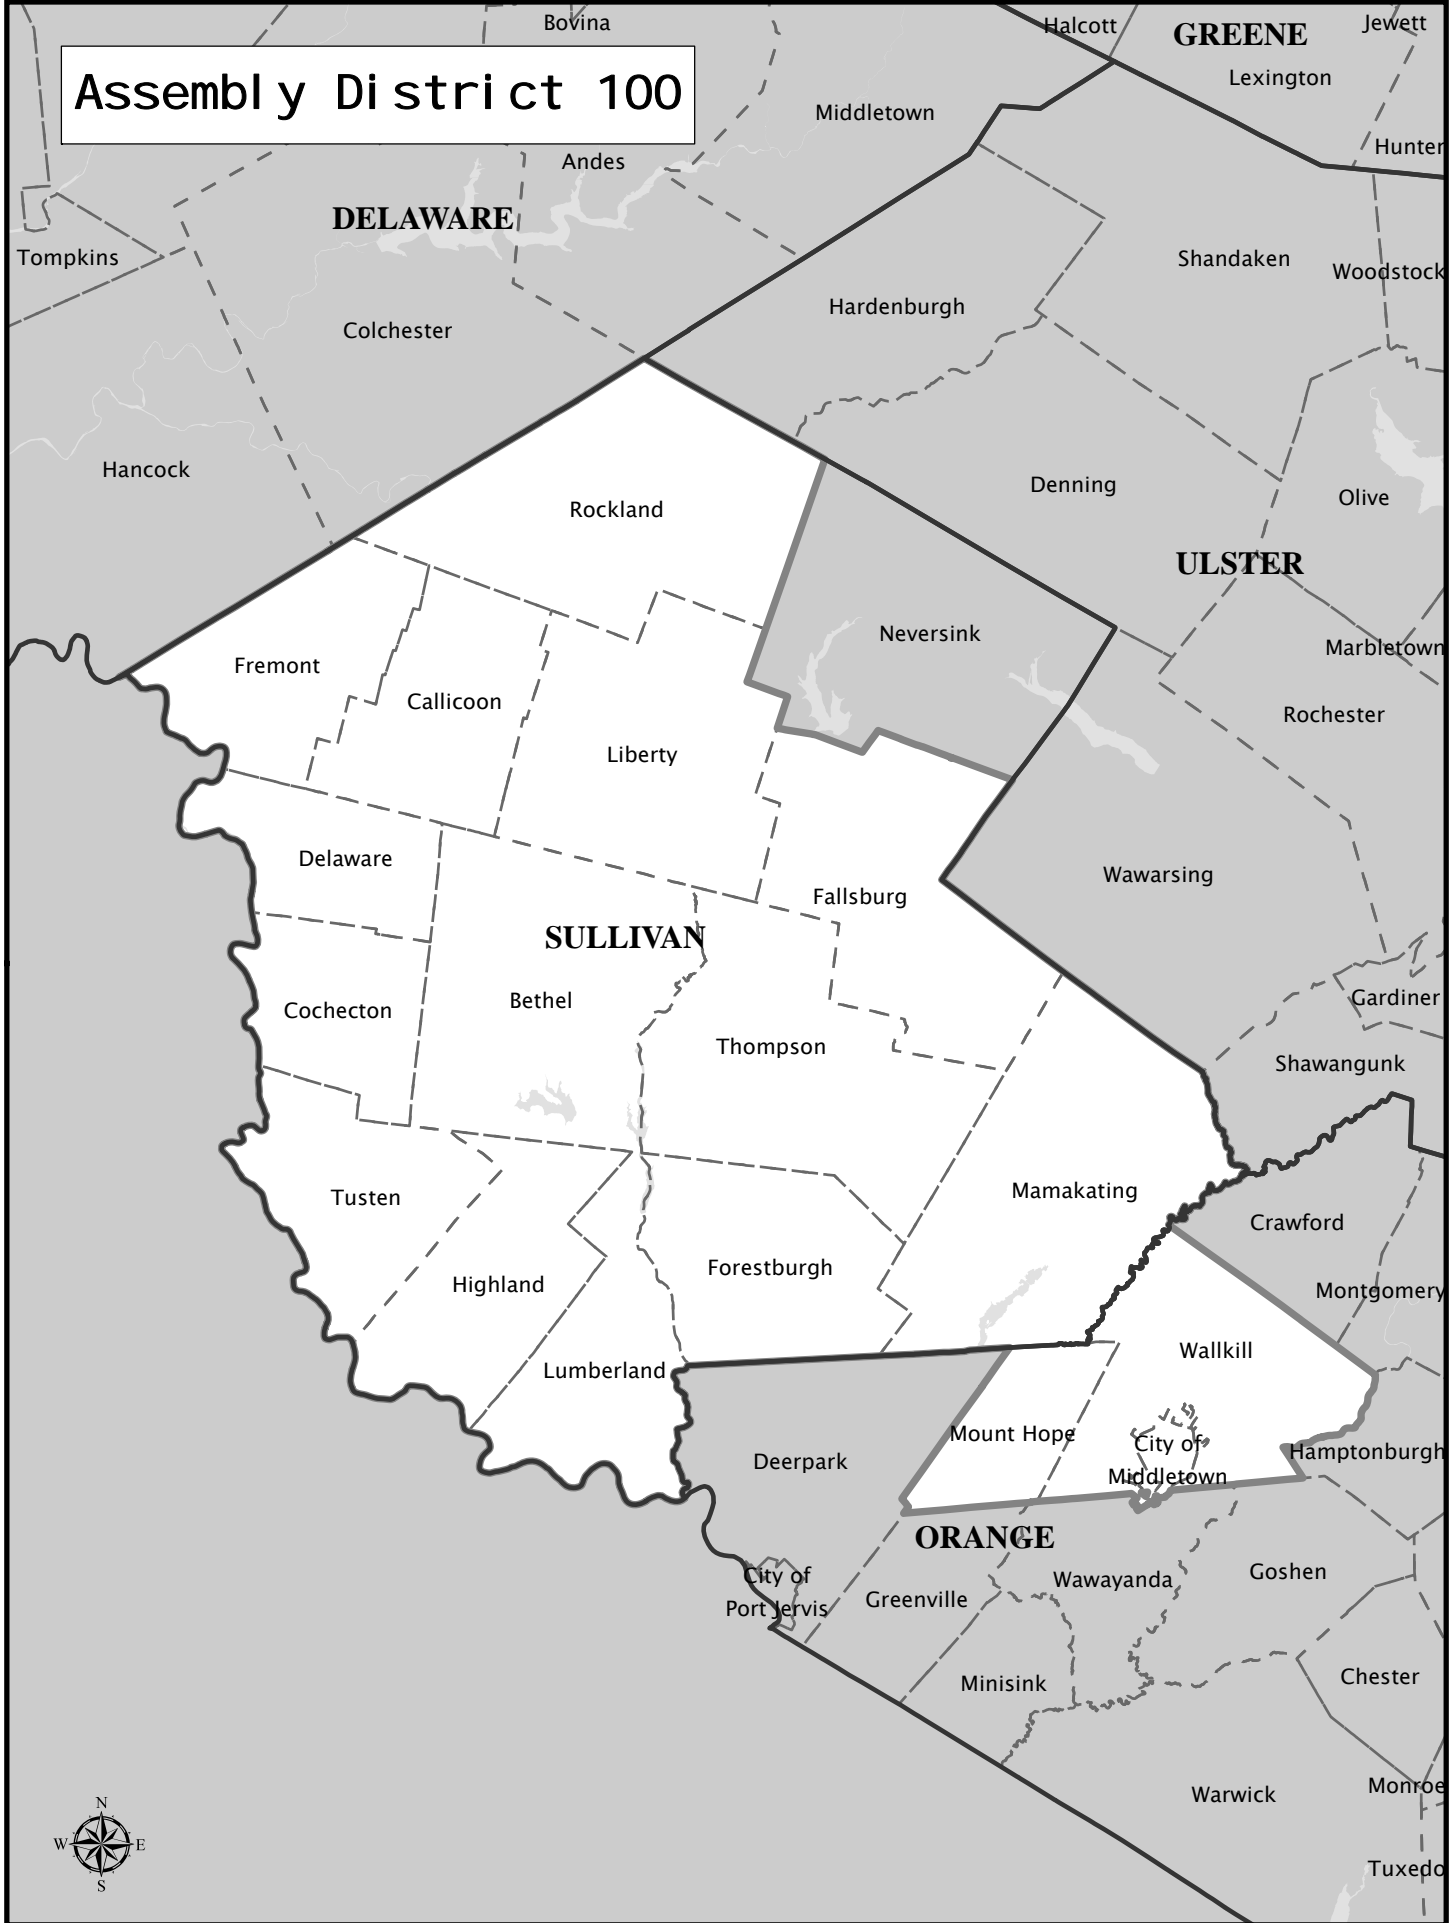 Bovina
Halcott
GREENE
Jewett
Assembly District 100
Lexington
Middletown
Hunter
Andes
DELAWARE
Tompkins
Shandaken
Woodstock
Hardenburgh
Colchester
Hancock
Denning
Olive
Rockland
ULSTER
Neversink
Marbletown
Fremont
Callicoon
Rochester
Liberty
Delaware
Wawarsing
Fallsburg
SULLIVAN
Gardiner
Bethel
Cochecton
Thompson
Shawangunk
Tusten
Mamakating
Crawford
Forestburgh
Highland
Montgomery
Wallkill
Lumberland
Mount Hope
City of
Middletown
Hamptonburgh
Deerpark
ORANGE
City of
Port Jervis
Greenville
Wawayanda
Goshen
Minisink
Chester
Warwick
Monroe
N
W E
S
Tuxedo